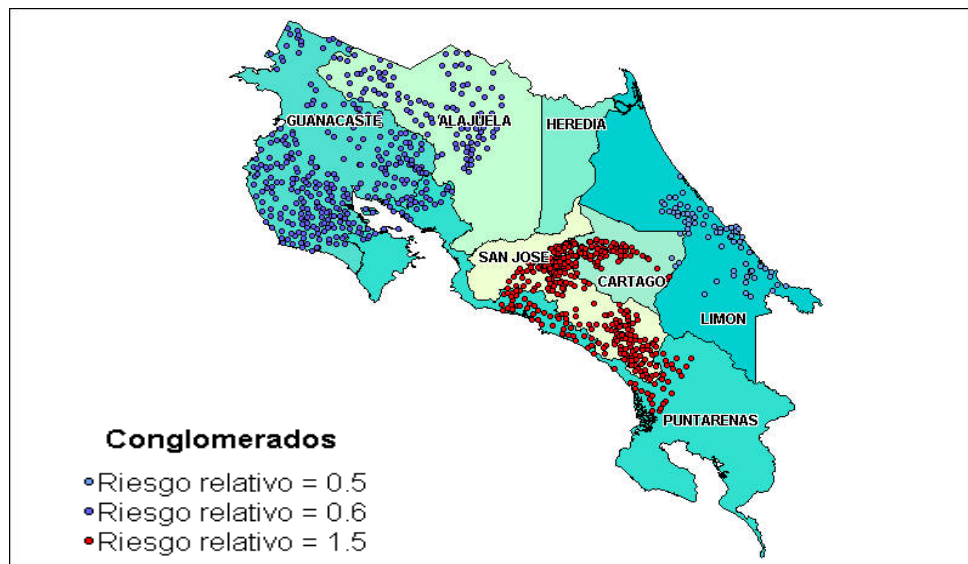 GUANACASTE
ALAJUELA
HEREDIA
SAN JOSE
CARTAGO
LIMON
PUNTARENAS
Conglomerados
Riesgo relativo = 0.5
Riesgo relativo = 0.6
Riesgo relativo = 1.5